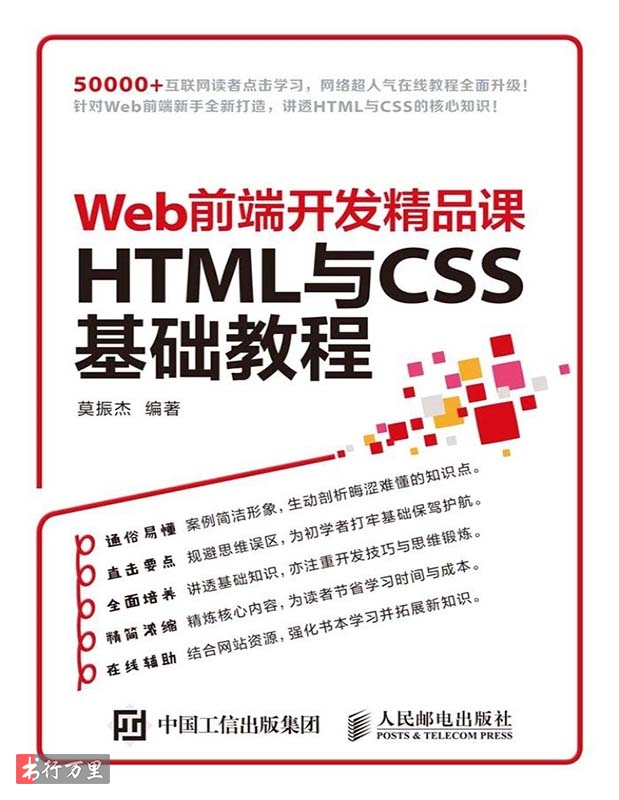 50000+互联网读者点击学习，网络超人气在线教程全面升级！
针对Web前端新手全新打造，讲透HTML与CSS的核心知识！
Web前端开发精品课
HTML与CSS
基础教程
莫振杰 编著
通俗易懂 案例简洁形象，生动剖析晦涩难懂的知识点。
直击要点 规避思维误区，为初学者打牢基础保驾护航。
全面培养 讲透基础知识，亦注重开发技巧与思维锻炼。
精简浓缩 精炼核心内容，为读者节省学习时间与成本。
在线辅助 结合网站资源，强化书本学习并拓展新知识。
中国工信出版集团
人民邮电出版社
POSTS & TELECOM PRESS
书行万里